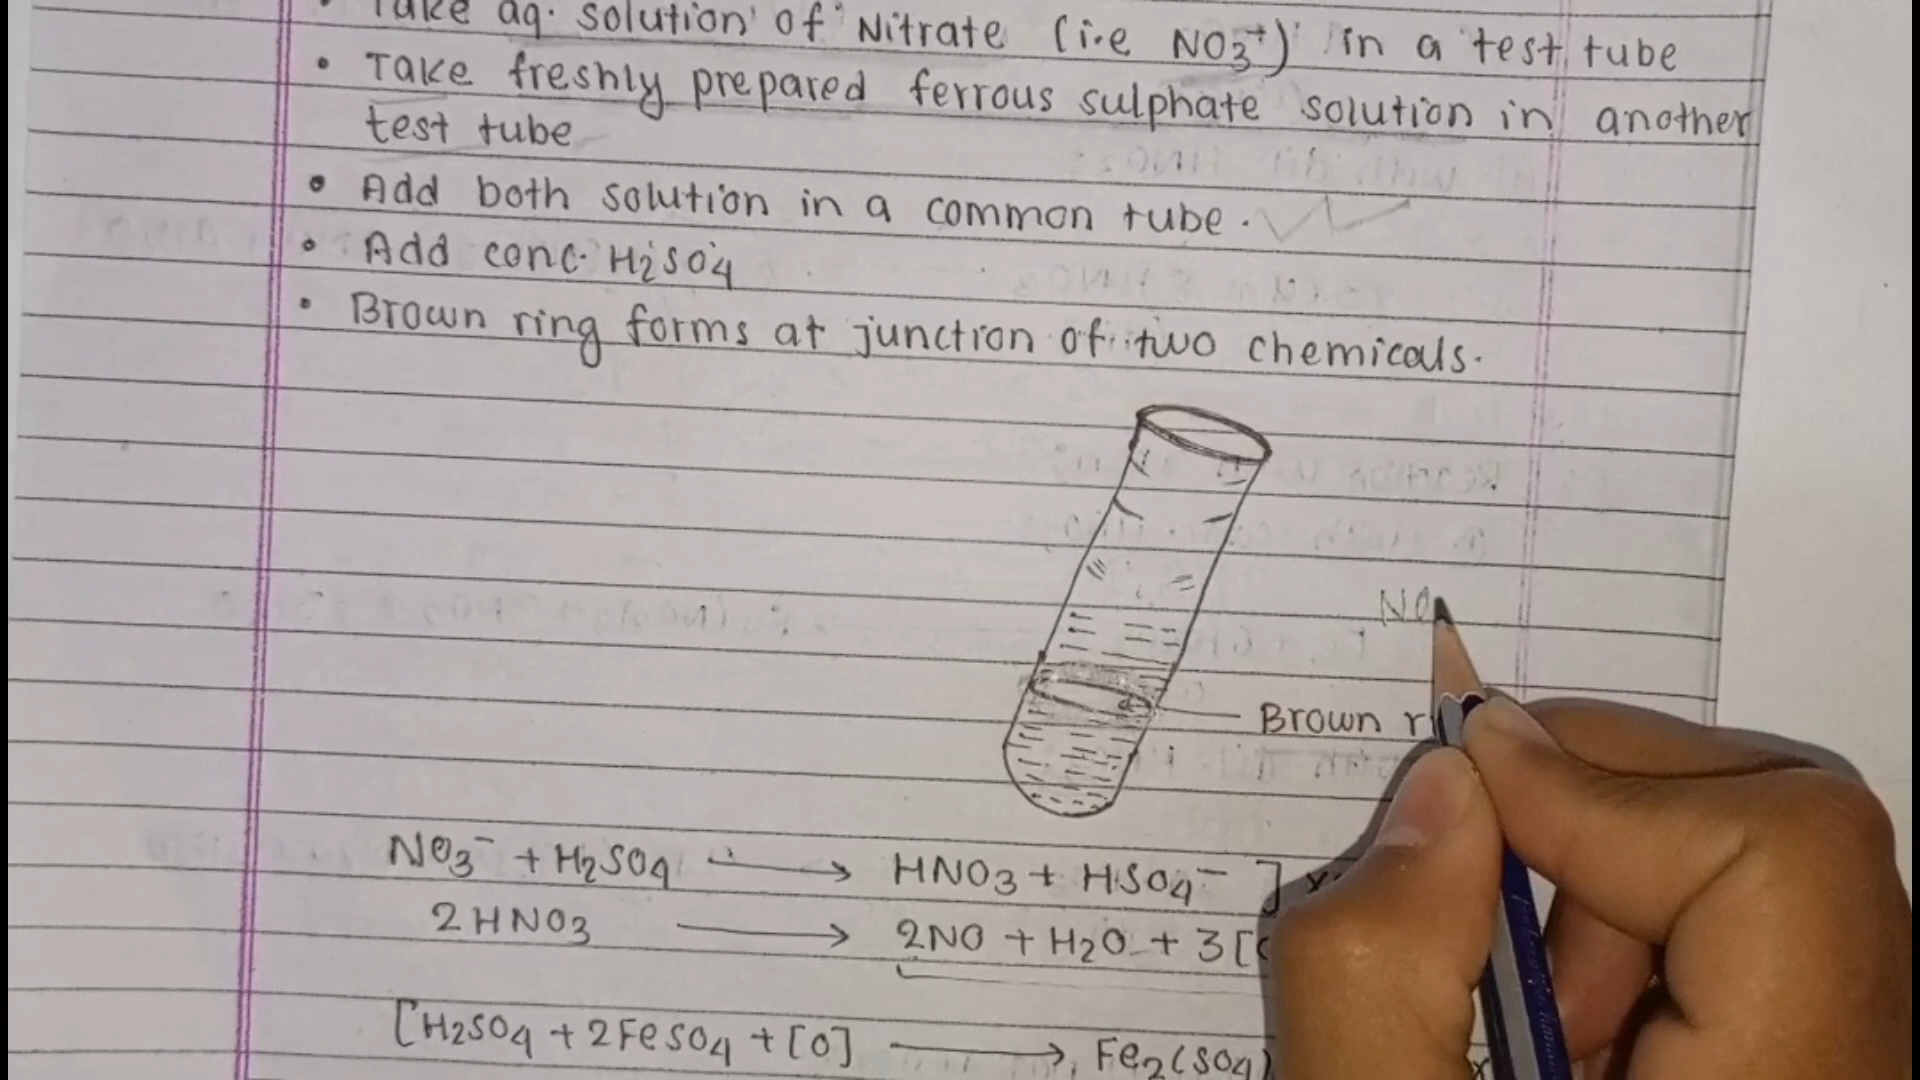 • Take aq. solution of Nitrate (i.e NO3⁺) in a test tube
• Take freshly prepared ferrous sulphate solution in another
test tube
• Add both solution in a common tube.
• Add conc. H2SO4
• Brown ring forms at junction of two chemicals.
NO
Brown r
NO3⁻ + H2SO4 → HNO3 + HSO4⁻ ] x
2HNO3 → 2NO + H2O + 3[
[H2SO4 + 2FeSO4 + [O] → Fe2(SO4) x